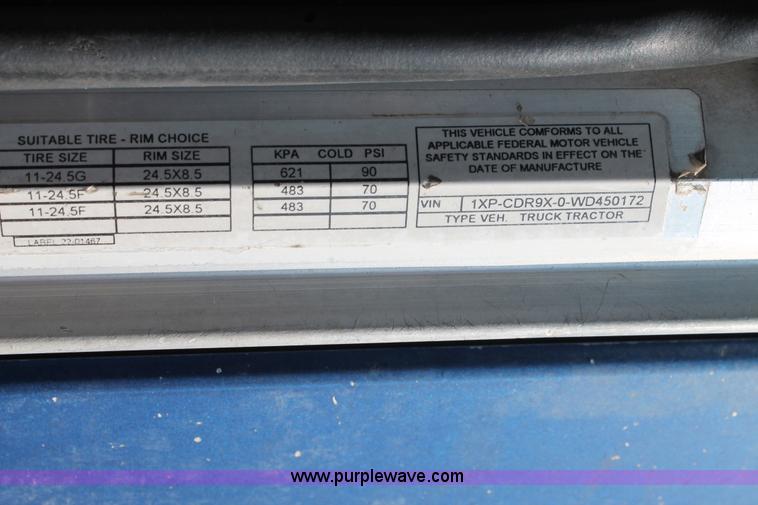 SUITABLE TIRE - RIM CHOICE
TIRE SIZE RIM SIZE
11-24.5G 24.5X8.5
11-24.5F 24.5X8.5
11-24.5F 24.5X8.5
LABEL 22-01467
KPA COLD PSI
621 90
483 70
483 70
THIS VEHICLE COMFORMS TO ALL
APPLICABLE FEDERAL MOTOR VEHICLE
SAFETY STANDARDS IN EFFECT ON THE
DATE OF MANUFACTURE
VIN 1XP-CDR9X-0-WD450172
TYPE VEH. TRUCK TRACTOR
www.purplewave.com